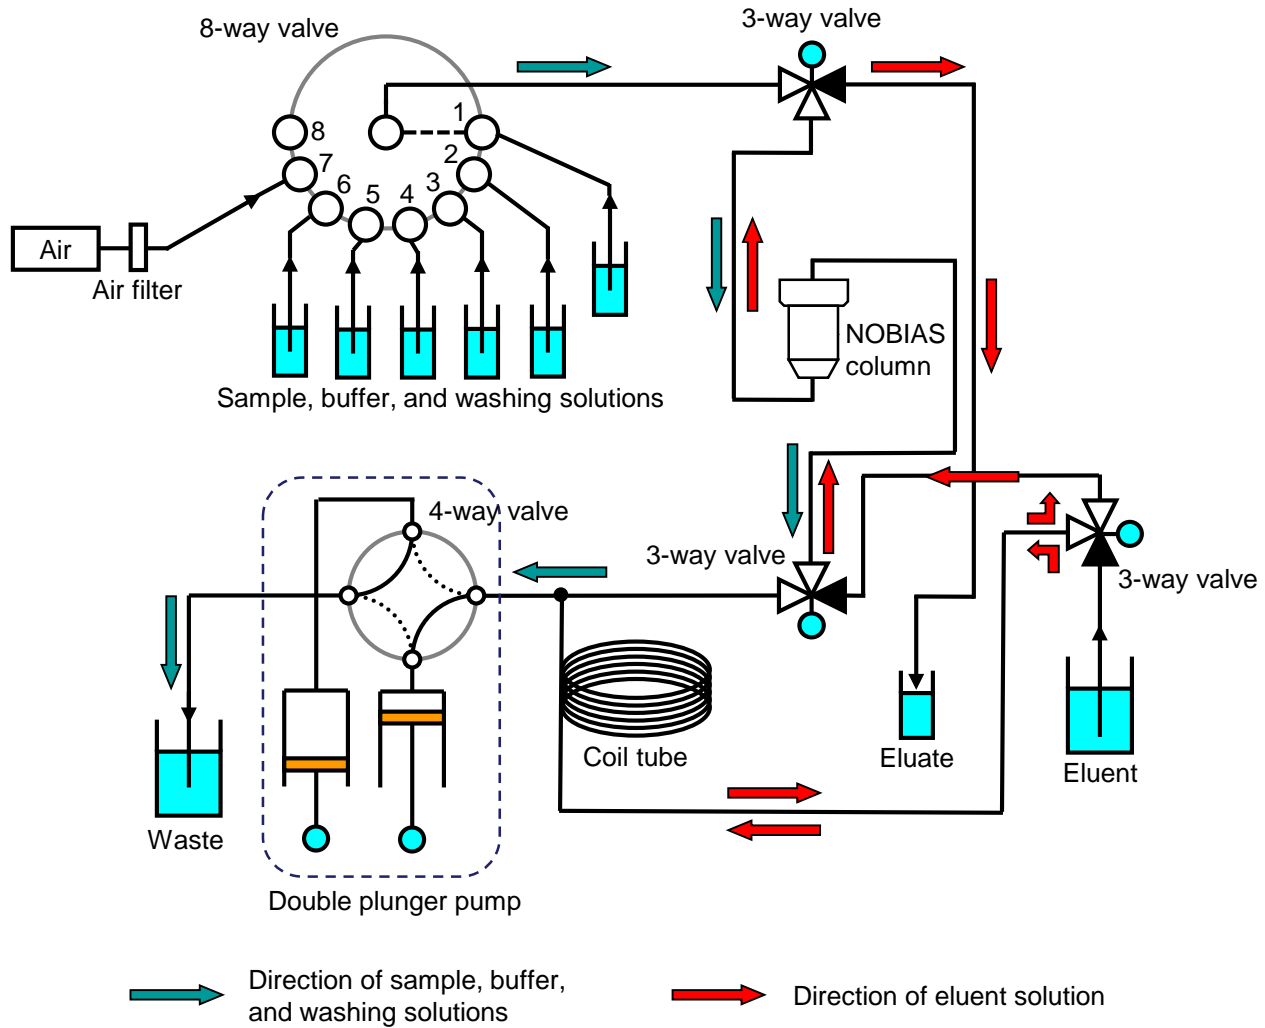 3-way valve
8-way valve
1
8
2
7
3
6
5
4
Air
Air filter
NOBIAS
column
Sample, buffer, and washing solutions
4-way valve
3-way valve
3-way valve
Coil tube
Eluate
Eluent
Waste
Double plunger pump
Direction of sample, buffer,
and washing solutions
Direction of eluent solution